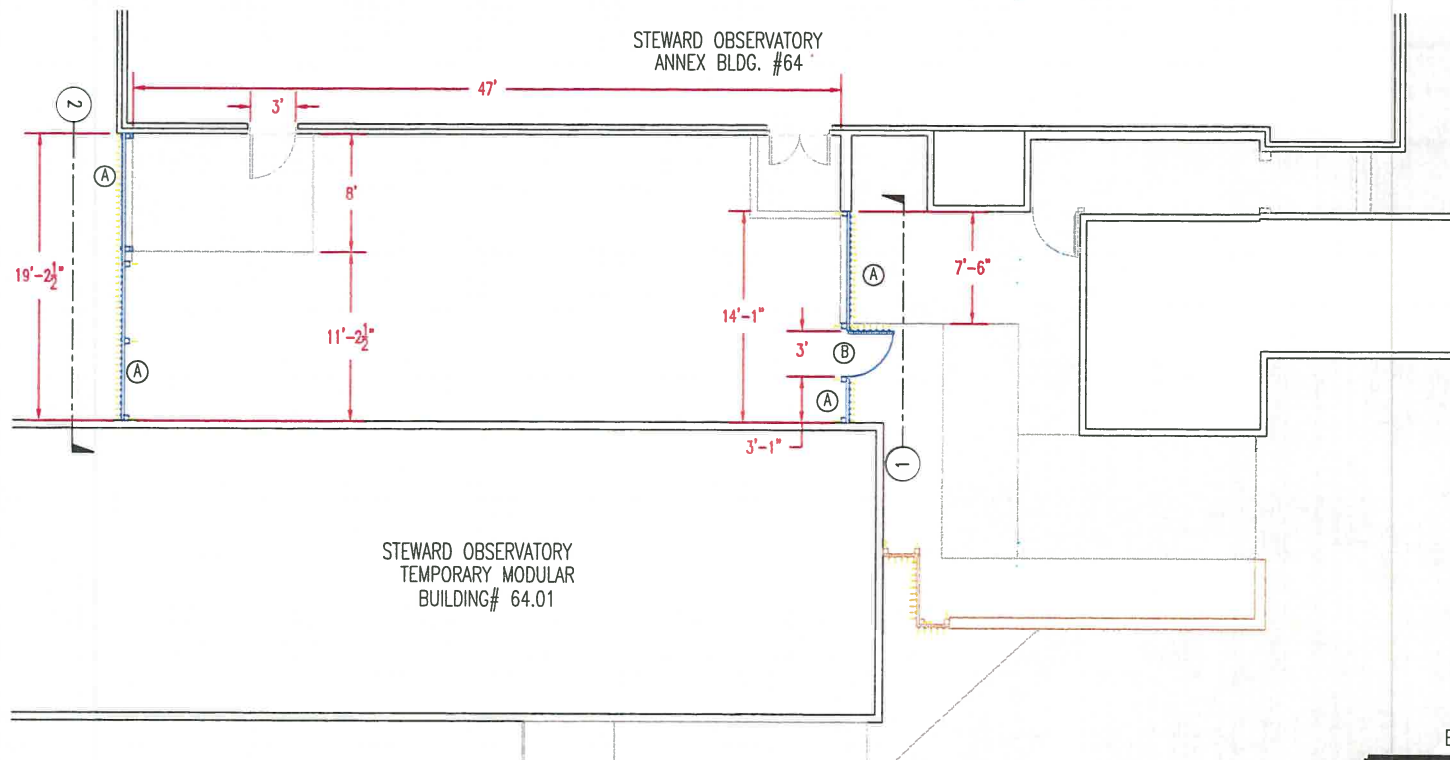 STEWARD OBSERVATORY
ANNEX BLDG. #64
47'
3'
2
A
8'
19'-2½"
11'-2½"
14'-1"
A
7'-6"
3'
B
A
A
3'-1"
1
STEWARD OBSERVATORY
TEMPORARY MODULAR
BUILDING# 64.01